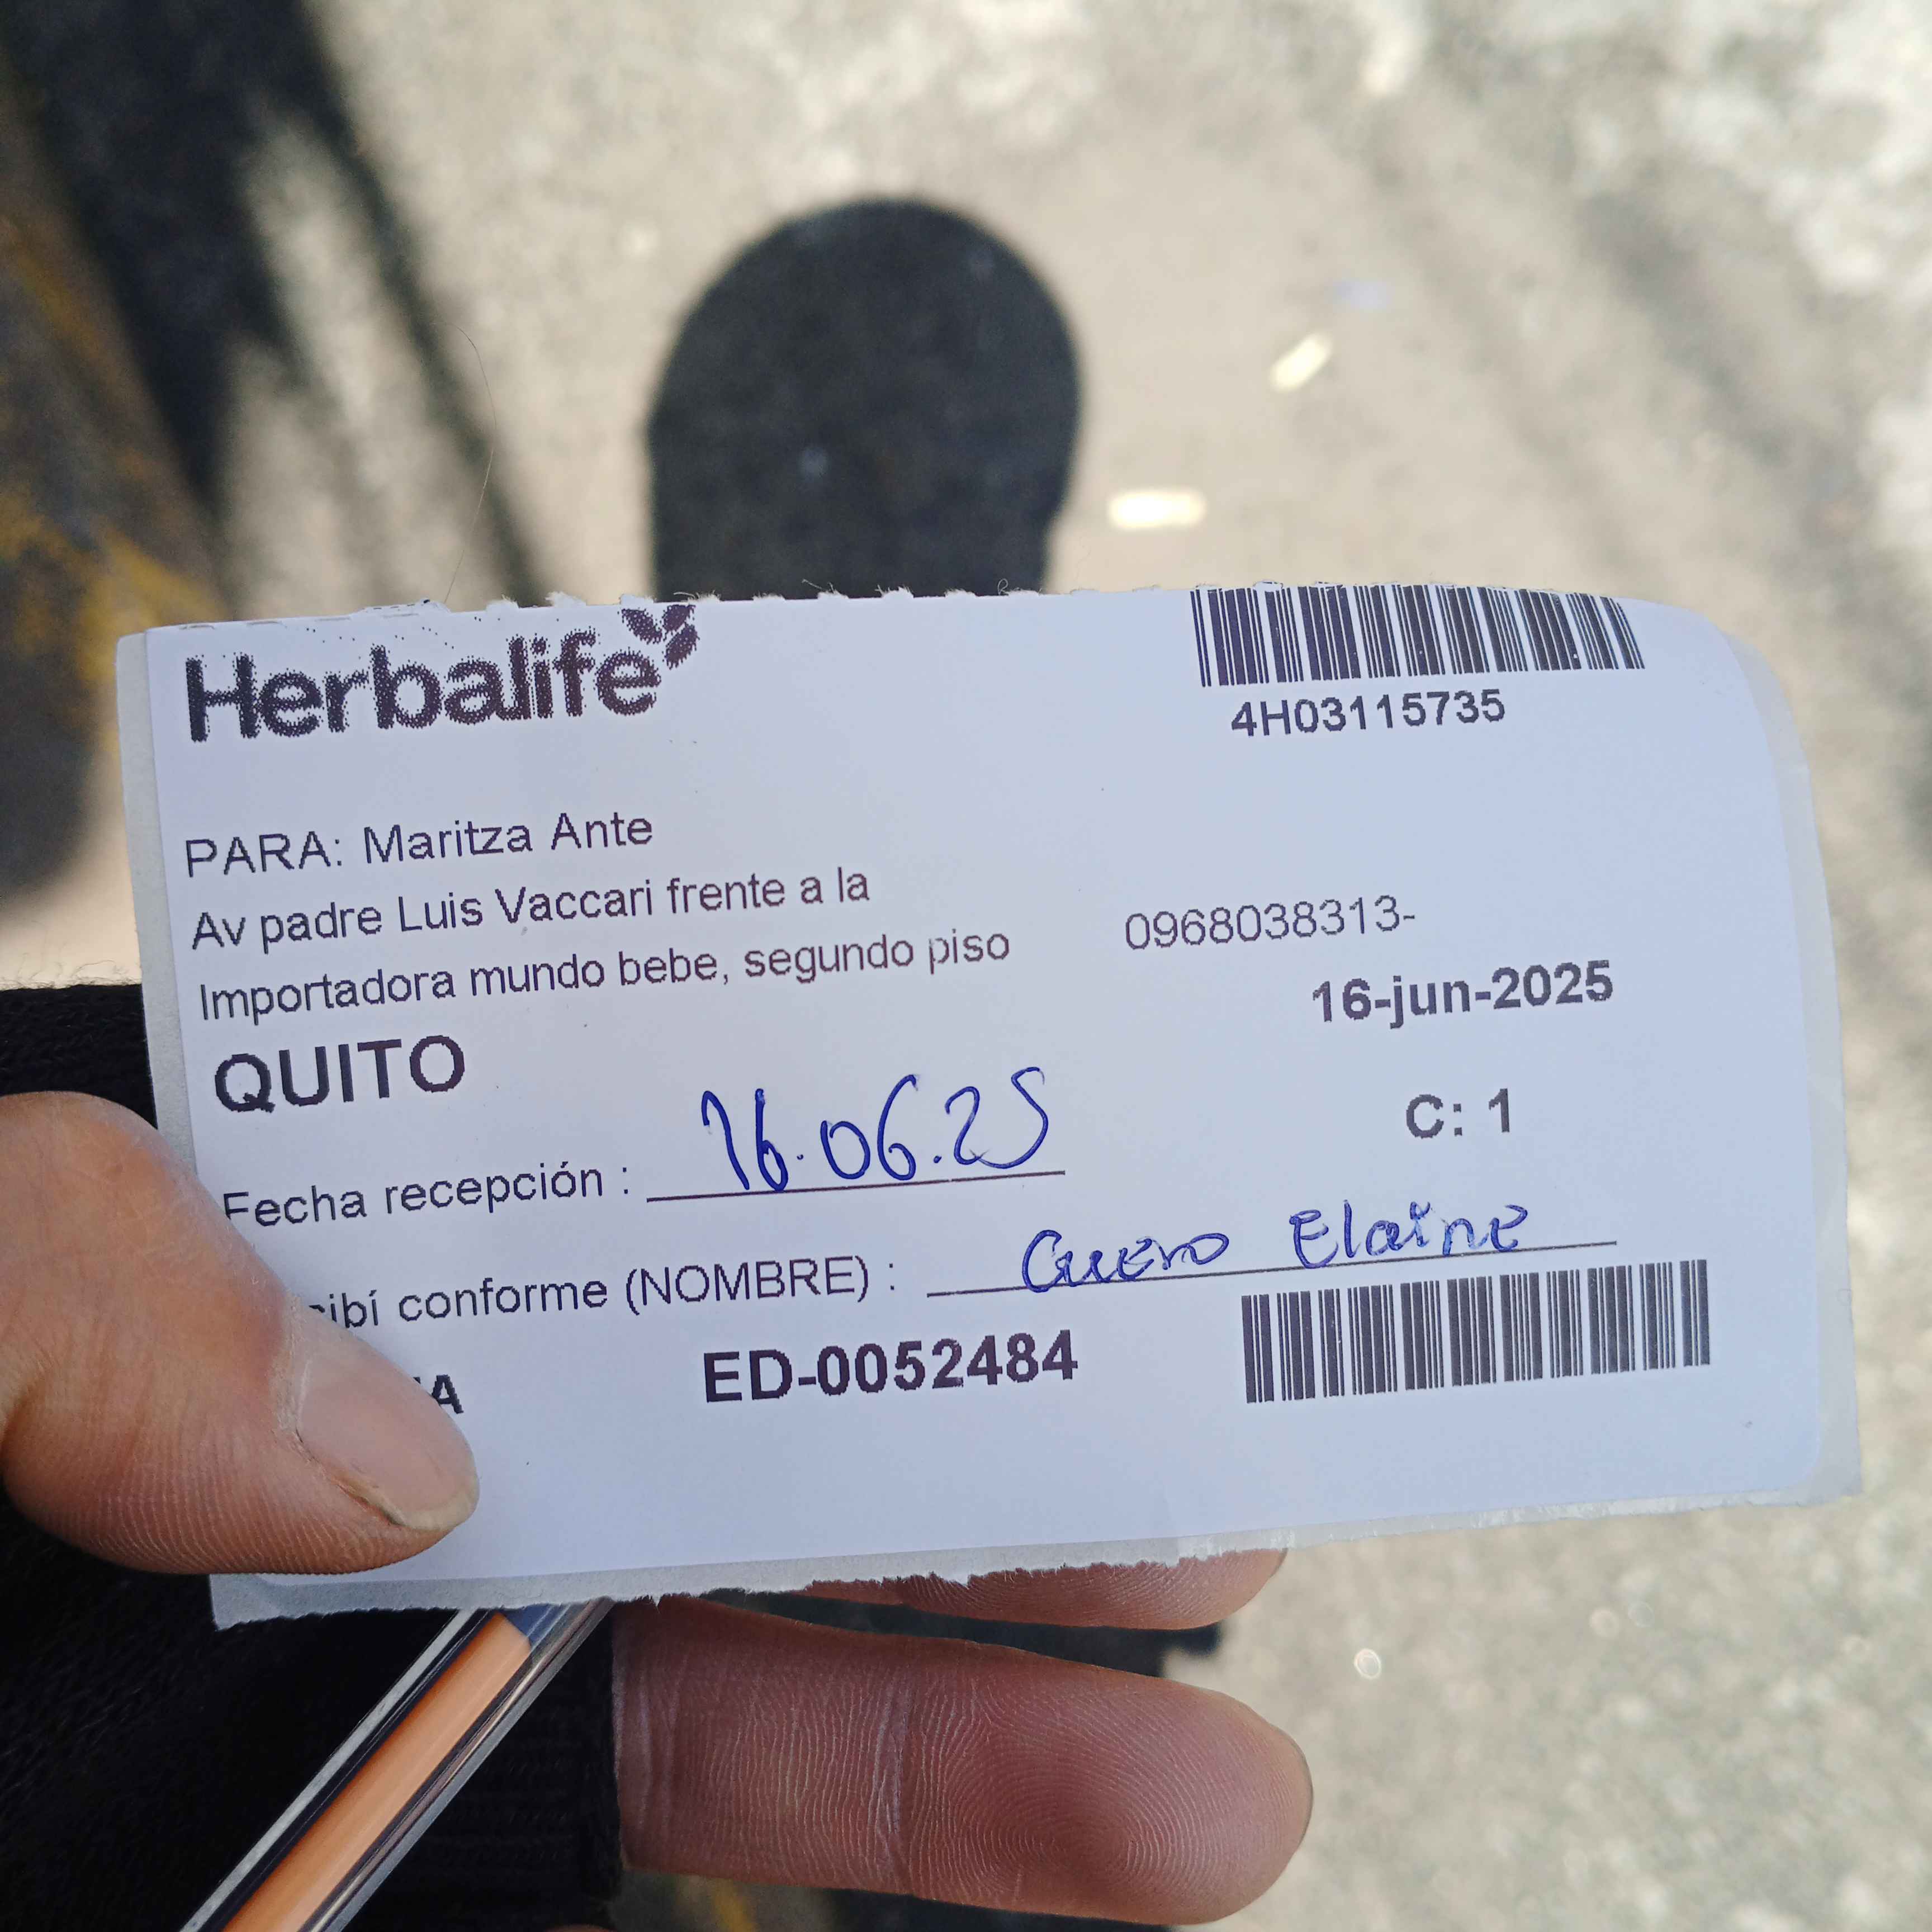 Herbalife
4H03115735
PARA: Maritza Ante
Av padre Luis Vaccari frente a la
Importadora mundo bebe, segundo piso
0968038313-
16-jun-2025
QUITO
C: 1
Fecha recepción : 16.06.25
ibí conforme (NOMBRE) : Cuero Elaine
ED-0052484